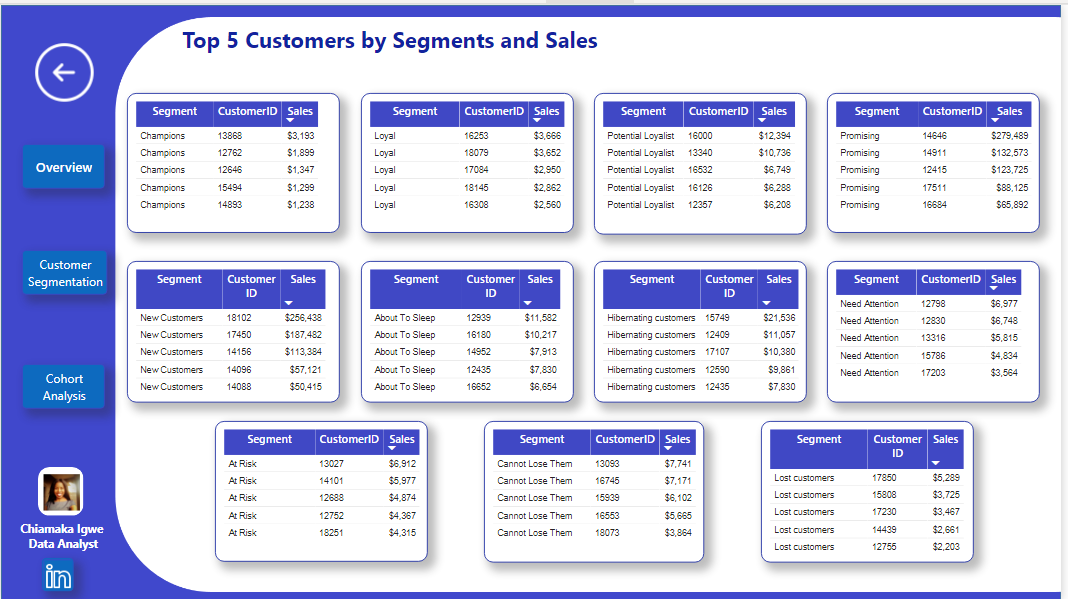 Top 5 Customers by Segments and Sales
Overview
Customer
Segmentation
Cohort
Analysis
Chiamaka Igwe
Data Analyst
in
Segment CustomerID Sales
Champions 13868 $3,193
Champions 12762 $1,899
Champions 12646 $1,347
Champions 15494 $1,299
Champions 14893 $1,238
Segment CustomerID Sales
Loyal 16253 $3,666
Loyal 18079 $3,652
Loyal 17084 $2,950
Loyal 18145 $2,862
Loyal 16308 $2,560
Segment CustomerID Sales
Potential Loyalist 16000 $12,394
Potential Loyalist 13340 $10,736
Potential Loyalist 16532 $6,749
Potential Loyalist 16126 $6,288
Potential Loyalist 12357 $6,208
Segment CustomerID Sales
Promising 14646 $279,489
Promising 14911 $132,573
Promising 12415 $123,725
Promising 17511 $88,125
Promising 16684 $65,892
Segment Customer Sales
ID
New Customers 18102 $256,438
New Customers 17450 $187,482
New Customers 14156 $113,384
New Customers 14096 $57,121
New Customers 14088 $50,415
Segment Customer Sales
ID
About To Sleep 12939 $11,582
About To Sleep 16180 $10,217
About To Sleep 14952 $7,913
About To Sleep 12435 $7,830
About To Sleep 16652 $6,654
Segment Customer Sales
ID
Hibernating customers 15749 $21,536
Hibernating customers 12409 $11,057
Hibernating customers 17107 $10,380
Hibernating customers 12590 $9,861
Hibernating customers 12435 $7,830
Segment CustomerID Sales
Need Attention 12798 $6,977
Need Attention 12830 $6,748
Need Attention 13316 $5,815
Need Attention 15786 $4,834
Need Attention 17203 $3,564
Segment CustomerID Sales
At Risk 13027 $6,912
At Risk 14101 $5,977
At Risk 12688 $4,874
At Risk 12752 $4,367
At Risk 18251 $4,315
Segment CustomerID Sales
Cannot Lose Them 13093 $7,741
Cannot Lose Them 16745 $7,171
Cannot Lose Them 15939 $6,102
Cannot Lose Them 16553 $5,665
Cannot Lose Them 18073 $3,864
Segment Customer Sales
ID
Lost customers 17850 $5,289
Lost customers 15808 $3,725
Lost customers 17230 $3,467
Lost customers 14439 $2,661
Lost customers 12755 $2,203